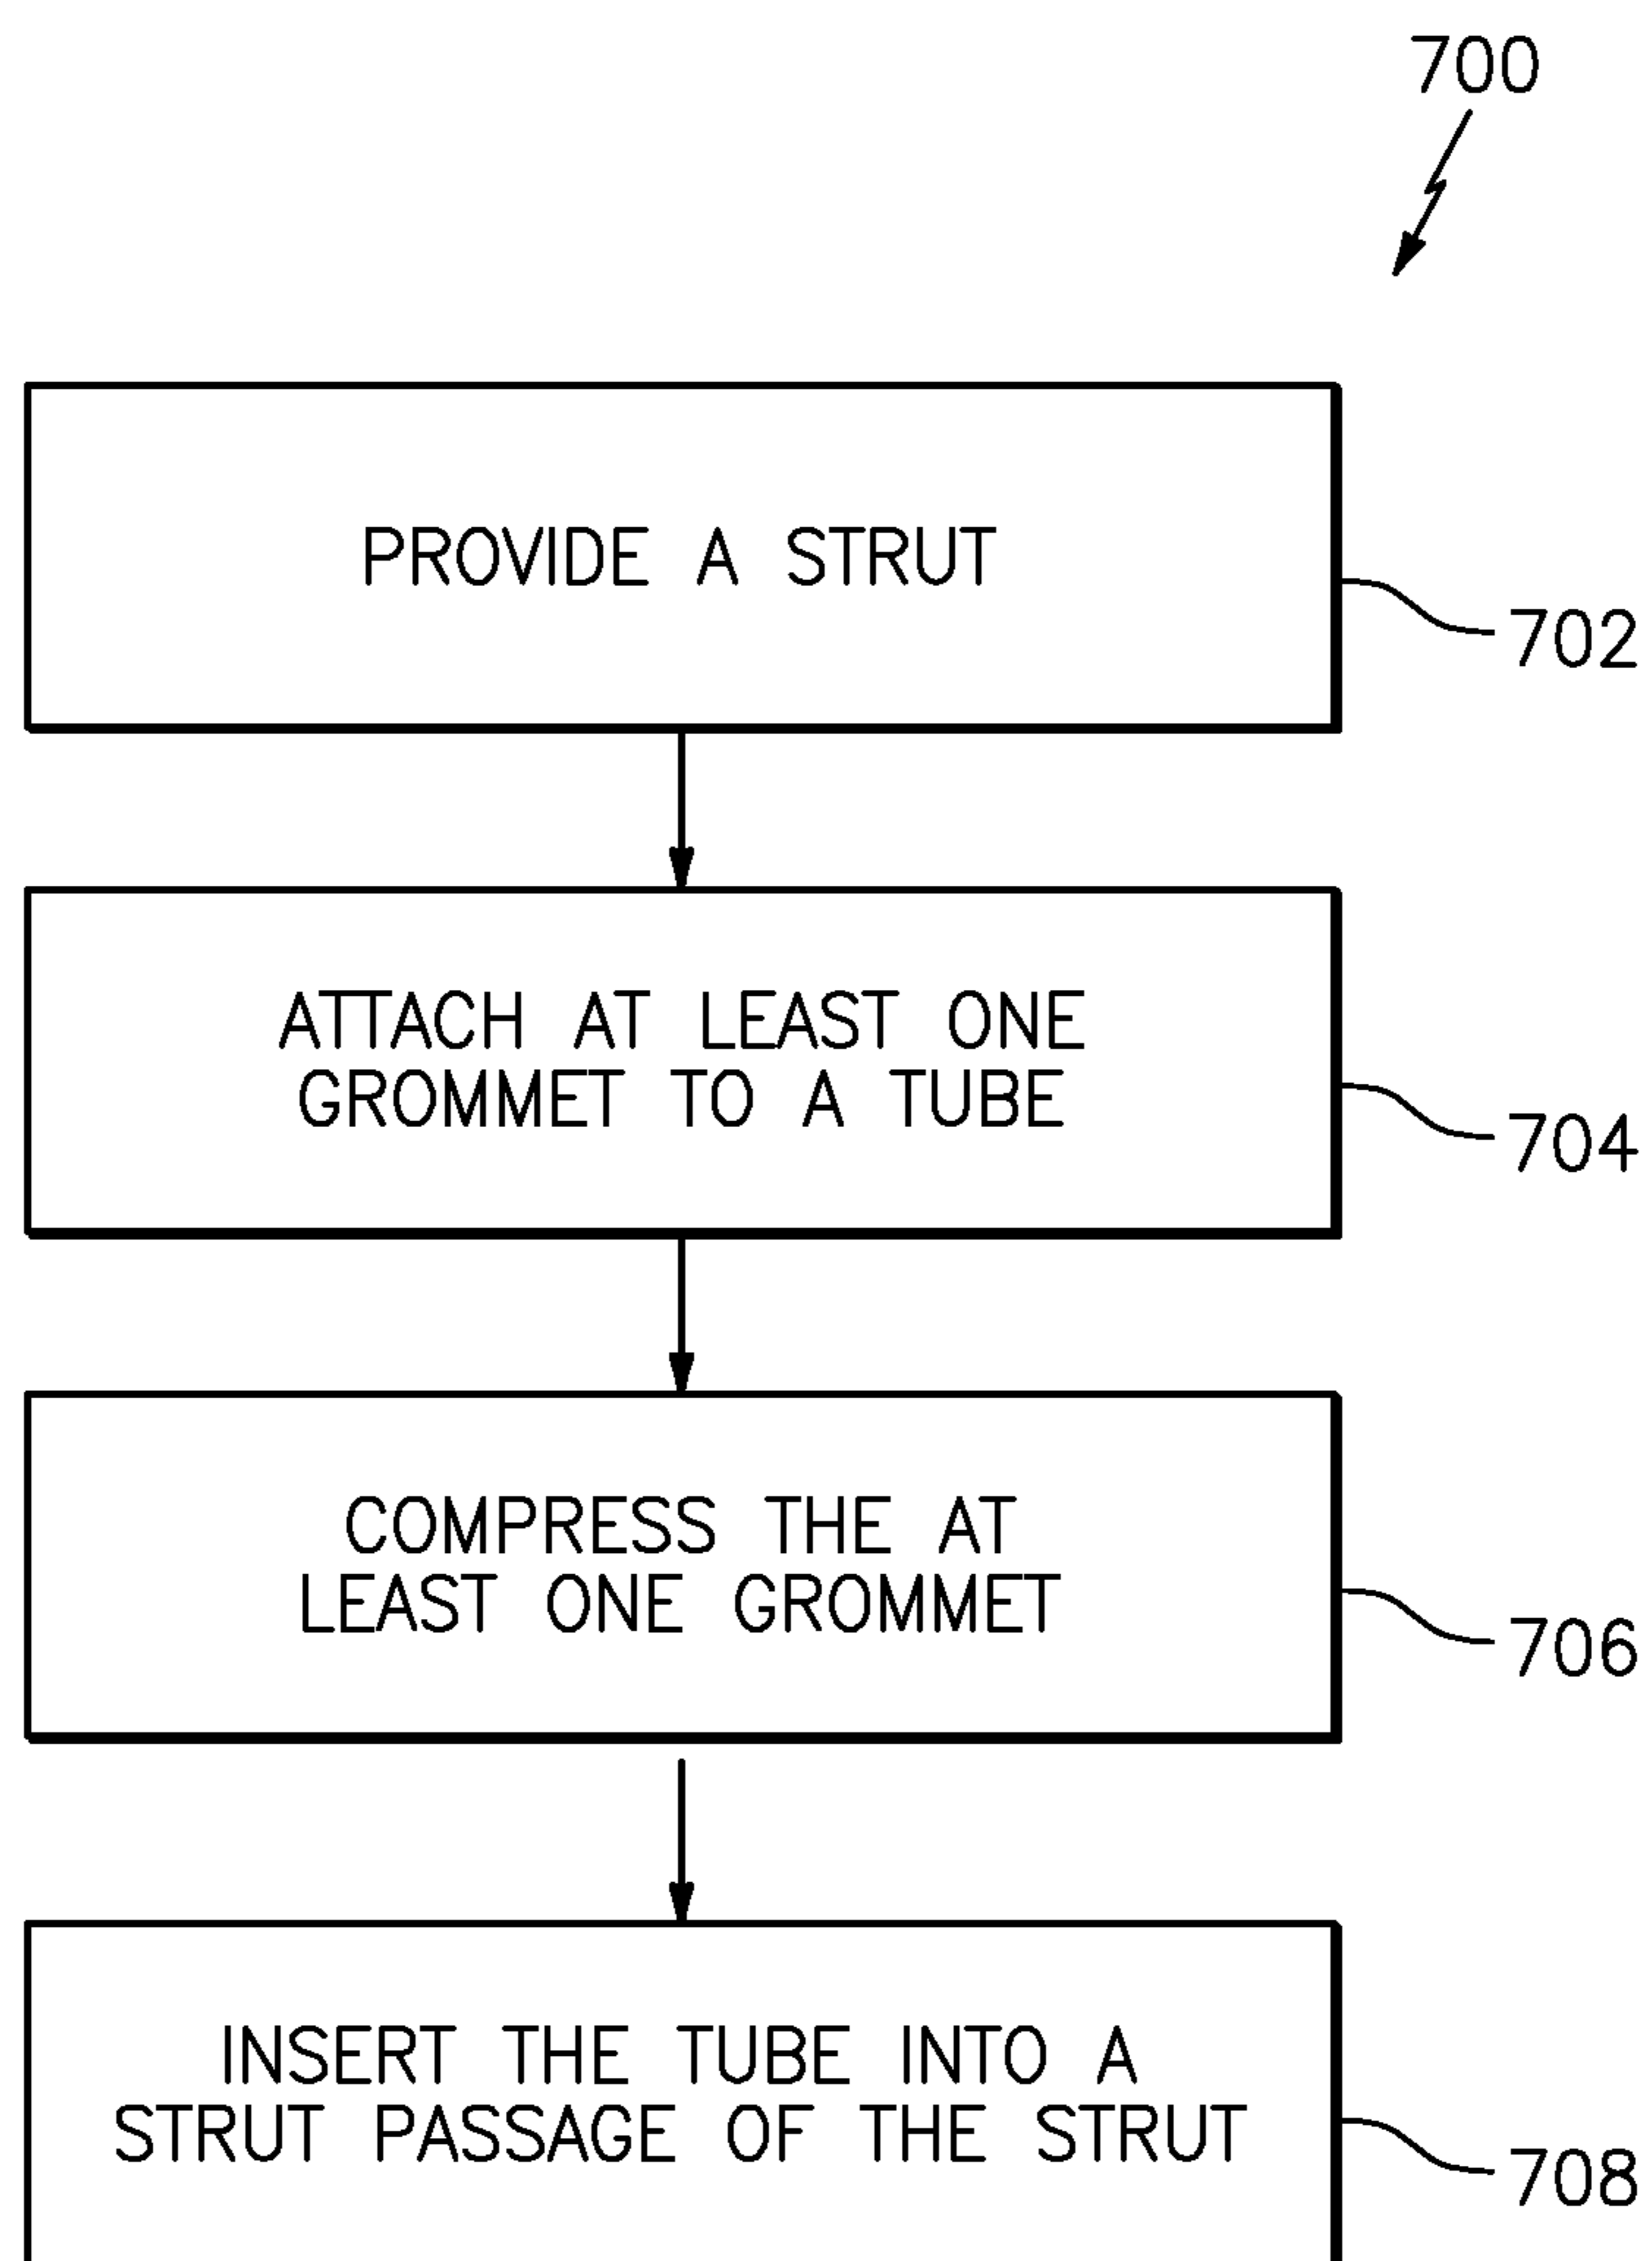 700
PROVIDE A STRUT
702
ATTACH AT LEAST ONE
GROMMET TO A TUBE
704
COMPRESS THE AT
LEAST ONE GROMMET
706
INSERT THE TUBE INTO A
STRUT PASSAGE OF THE STRUT
708